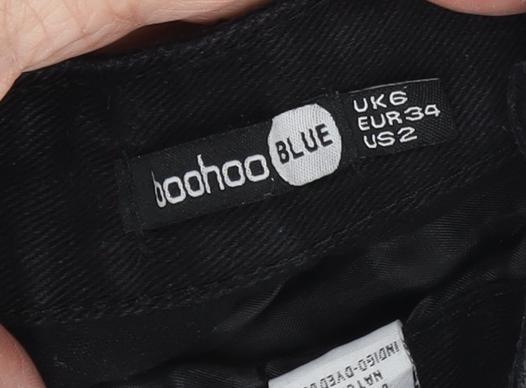 boohoo BLUE
UK6
EUR34
US2
INDIGO-DYED